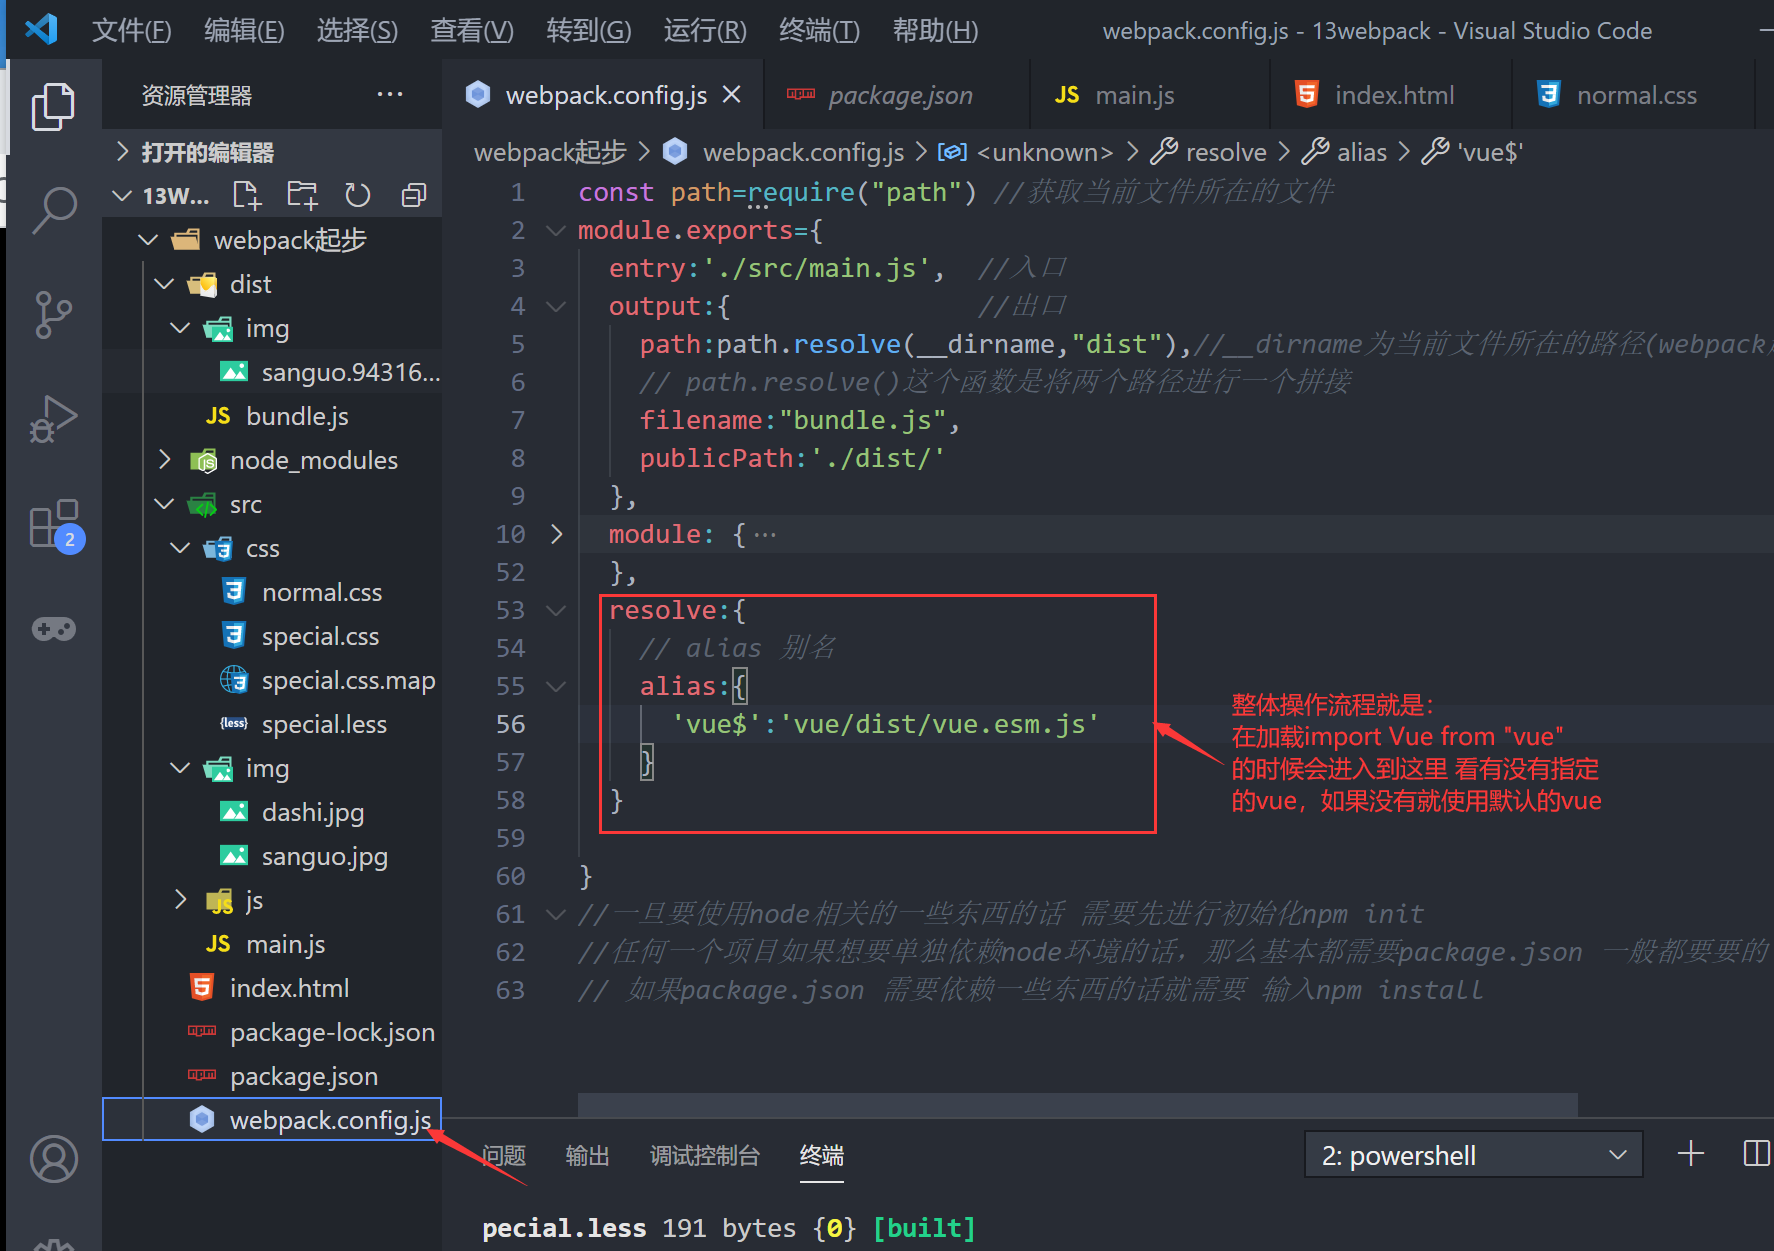 文件(F) 编辑(E) 选择(S) 查看(V) 转到(G) 运行(R) 终端(T) 帮助(H) webpack.config.js - 13webpack - Visual Studio Code
资源管理器 ···
webpack.config.js package.json JS main.js index.html normal.css
打开的编辑器
webpack起步 > webpack.config.js > <unknown> > resolve > alias > 'vue$'
13W...
webpack起步
dist
img
sanguo.94316...
JS bundle.js
node_modules
src
css
normal.css
special.css
special.css.map
{less} special.less
img
dashi.jpg
sanguo.jpg
js
JS main.js
index.html
package-lock.json
package.json
webpack.config.js
2
1 const path=require("path") //获取当前文件所在的文件
2 module.exports={
3 entry:'./src/main.js', //入口
4 output:{ //出口
5 path:path.resolve(__dirname,"dist"),//__dirname为当前文件所在的路径(webpack
6 // path.resolve()这个函数是将两个路径进行一个拼接
7 filename:"bundle.js",
8 publicPath:'./dist/'
9 },
10 module: { ···
52 },
53 resolve:{
54 // alias 别名
55 alias:{
56 'vue$':'vue/dist/vue.esm.js'
57 }
58 }
59
60 }
61 //一旦要使用node相关的一些东西的话 需要先进行初始化npm init
62 //任何一个项目如果想要单独依赖node环境的话，那么基本都需要package.json 一般都要要的
63 // 如果package.json 需要依赖一些东西的话就需要 输入npm install
整体操作流程就是：
在加载import Vue from "vue"
的时候会进入到这里 看有没有指定
的vue，如果没有就使用默认的vue
问题 输出 调试控制台 终端 2: powershell
pecial.less 191 bytes {0} [built]